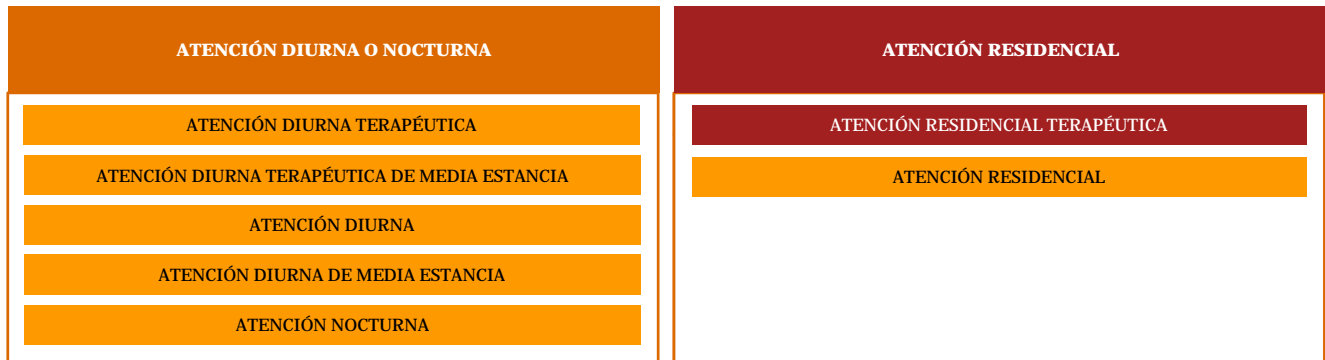 ATENCIÓN DIURNA O NOCTURNA
ATENCIÓN DIURNA TERAPÉUTICA
ATENCIÓN DIURNA TERAPÉUTICA DE MEDIA ESTANCIA
ATENCIÓN DIURNA
ATENCIÓN DIURNA DE MEDIA ESTANCIA
ATENCIÓN NOCTURNA
ATENCIÓN RESIDENCIAL
ATENCIÓN RESIDENCIAL TERAPÉUTICA
ATENCIÓN RESIDENCIAL